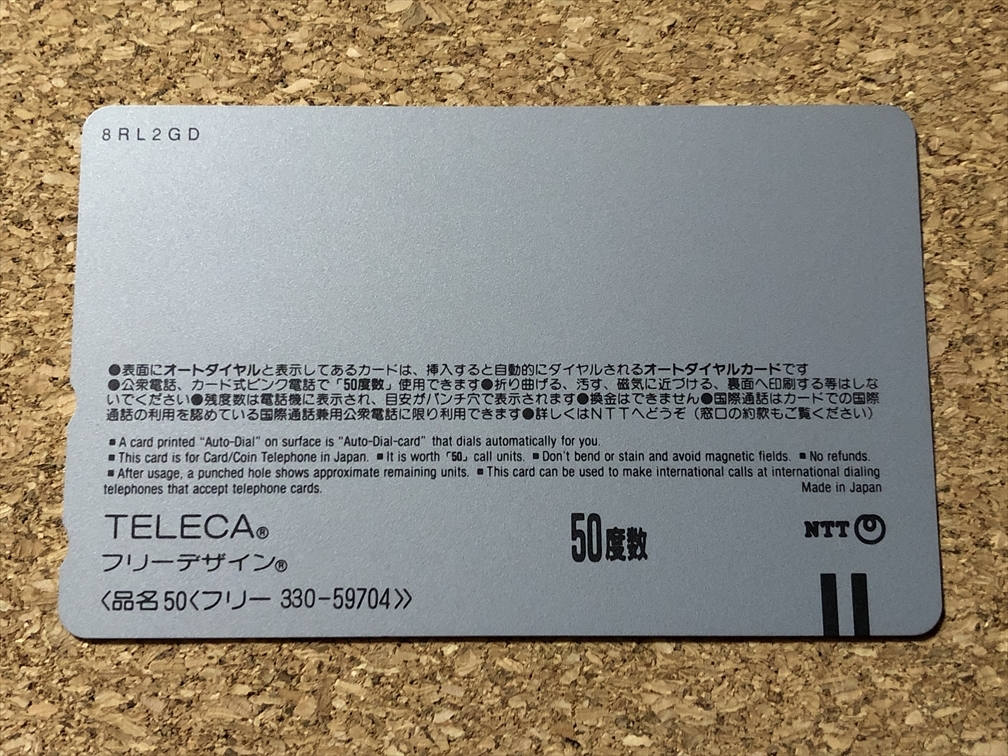 8RL2GD
●表面にオートダイヤルと表示してあるカードは、挿入すると自動的にダイヤルされるオートダイヤルカードです
●公衆電話、カード式ピンク電話で「50度数」使用できます●折り曲げる、汚す、磁気に近づける、裏面へ印刷する等はしな
いでください●残度数は電話機に表示され、目安がパンチ穴で表示されます●換金はできません●国際通話はカードでの国際
通話の利用を認めている国際通話兼用公衆電話に限り利用できます●詳しくはNTTへどうぞ（窓口の約款もご覧ください）
■ A card printed “Auto-Dial” on surface is “Auto-Dial-card” that dials automatically for you.
■ This card is for Card/Coin Telephone in Japan. ■ It is worth「50」call units. ■ Don't bend or stain and avoid magnetic fields. ■ No refunds.
■ After usage, a punched hole shows approximate remaining units. ■ This card can be used to make international calls at international dialing
telephones that accept telephone cards.
Made in Japan
TELECA®
フリーデザイン®
50度数
NTT
〈品名50〈フリー 330-59704〉〉